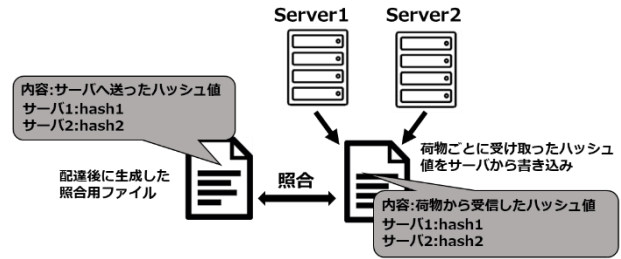 Server1
Server2
内容:サーバへ送ったハッシュ値
サーバ1:hash1
サーバ2:hash2
配達後に生成した
照合用ファイル
照合
荷物ごとに受け取ったハッシュ
値をサーバから書き込み
内容:荷物から受信したハッシュ値
サーバ1:hash1
サーバ2:hash2